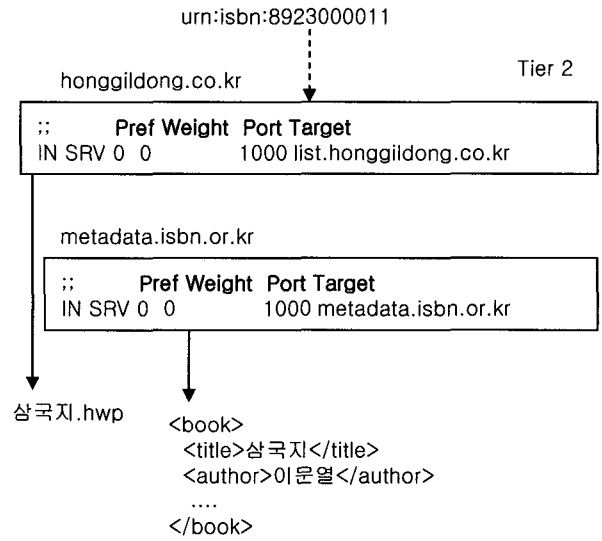 urn:isbn:8923000011
honggildong.co.kr
Tier 2
;; Pref Weight Port Target
IN SRV 0 0 1000 list.honggildong.co.kr
metadata.isbn.or.kr
;; Pref Weight Port Target
IN SRV 0 0 1000 metadata.isbn.or.kr
삼국지.hwp
<book>
<title>삼국지</title>
<author>이문열</author>
....
</book>